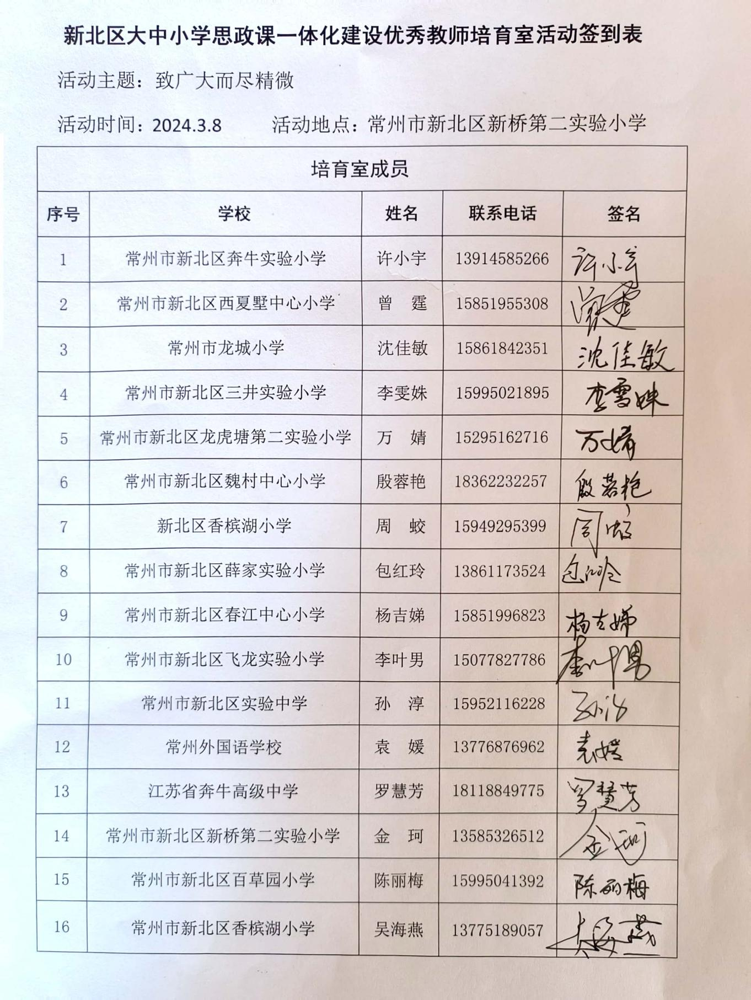 新北区大中小学思政课一体化建设优秀教师培育室活动签到表
活动主题：致广大而尽精微
活动时间：2024.3.8 活动地点：常州市新北区新桥第二实验小学
培育室成员
序号 学校 姓名 联系电话 签名
1 常州市新北区奔牛实验小学 许小宇 13914585266 许小宇
2 常州市新北区西夏墅中心小学 曾 霆 15851955308 曾霆
3 常州市龙城小学 沈佳敏 15861842351 沈佳敏
4 常州市新北区三井实验小学 李雯姝 15995021895 李雯姝
5 常州市新北区龙虎塘第二实验小学 万 婧 15295162716 万婧
6 常州市新北区魏村中心小学 殷蓉艳 18362232257 殷蓉艳
7 新北区香槟湖小学 周 蛟 15949295399 周蛟
8 常州市新北区薛家实验小学 包红玲 13861173524 包红玲
9 常州市新北区春江中心小学 杨吉娣 15851996823 杨吉娣
10 常州市新北区飞龙实验小学 李叶男 15077827786 李叶男
11 常州市新北区实验中学 孙 淳 15952116228 孙淳
12 常州外国语学校 袁 媛 13776876962 袁媛
13 江苏省奔牛高级中学 罗慧芳 18118849775 罗慧芳
14 常州市新北区新桥第二实验小学 金 珂 13585326512 金珂
15 常州市新北区百草园小学 陈丽梅 15995041392 陈丽梅
16 常州市新北区香槟湖小学 吴海燕 13775189057 吴海燕